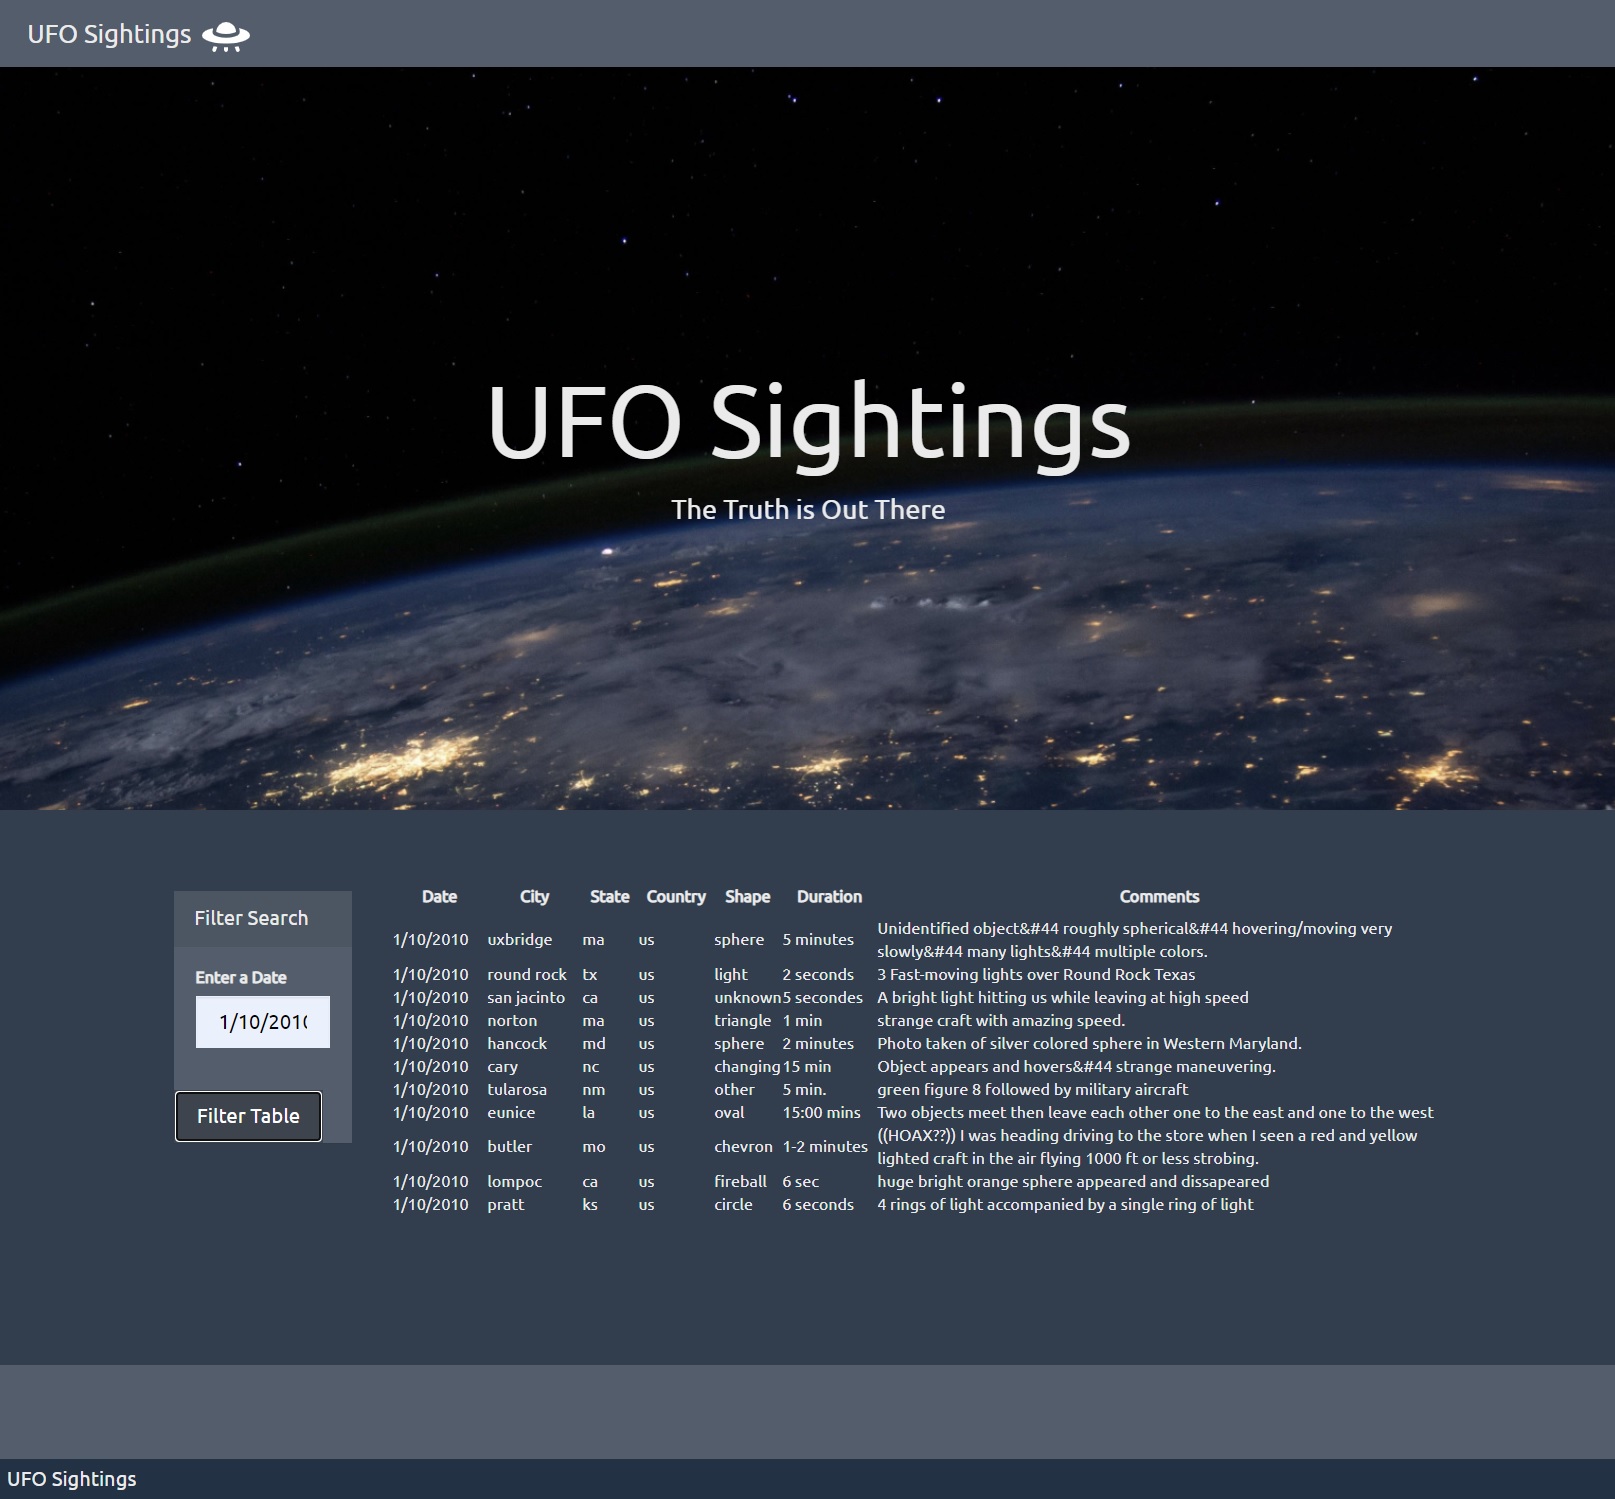 UFO Sightings
UFO Sightings
The Truth is Out There
Filter Search
Enter a Date
1/10/2010
Filter Table
Date City State Country Shape Duration Comments
1/10/2010 uxbridge ma us sphere 5 minutes Unidentified object&#44 roughly spherical&#44 hovering/moving very
slowly&#44 many lights&#44 multiple colors.
1/10/2010 round rock tx us light 2 seconds 3 Fast-moving lights over Round Rock Texas
1/10/2010 san jacinto ca us unknown 5 secondes A bright light hitting us while leaving at high speed
1/10/2010 norton ma us triangle 1 min strange craft with amazing speed.
1/10/2010 hancock md us sphere 2 minutes Photo taken of silver colored sphere in Western Maryland.
1/10/2010 cary nc us changing 15 min Object appears and hovers&#44 strange maneuvering.
1/10/2010 tularosa nm us other 5 min. green figure 8 followed by military aircraft
1/10/2010 eunice la us oval 15:00 mins Two objects meet then leave each other one to the east and one to the west
1/10/2010 butler mo us chevron 1-2 minutes ((HOAX??)) I was heading driving to the store when I seen a red and yellow
lighted craft in the air flying 1000 ft or less strobing.
1/10/2010 lompoc ca us fireball 6 sec huge bright orange sphere appeared and dissapeared
1/10/2010 pratt ks us circle 6 seconds 4 rings of light accompanied by a single ring of light
UFO Sightings